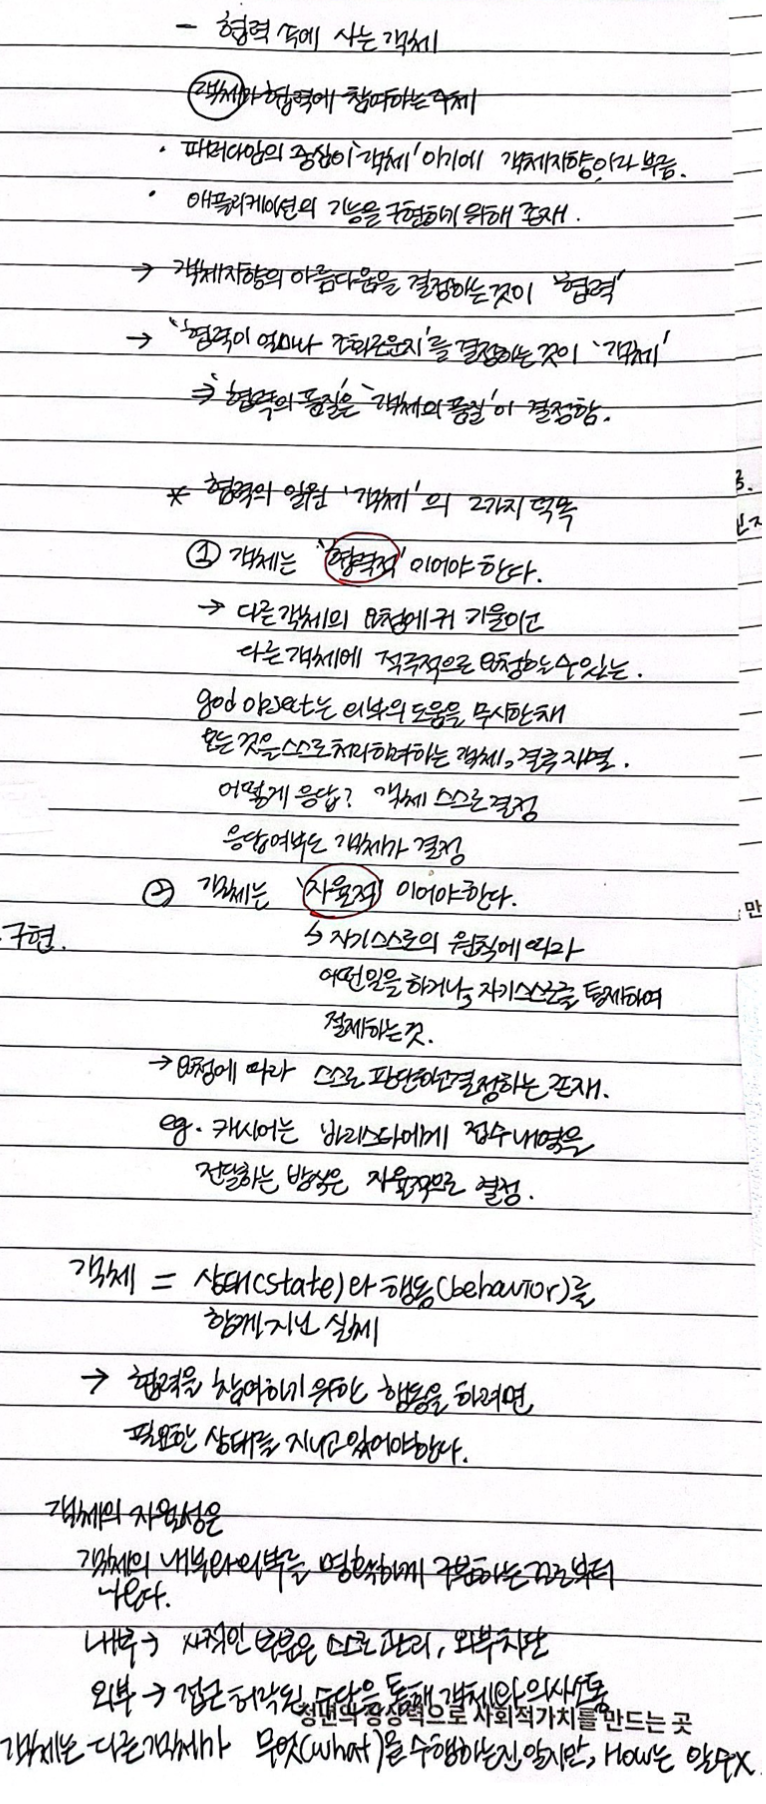 - 협력 속에 사는 객체
객체가 협력에 참여하는 주체
· 패러다임의 중심이 '객체'이기에 객체지향이라 부름.
· 애플리케이션의 기능을 구현하기 위해 존재.
→ 객체지향의 아름다움을 결정하는 것이 '협력'
→ "협력이 얼마나 조화로운지'를 결정하는 것이 '객체'
⇒ '협력의 품질'은 '객체의 품질'이 결정함.
* 협력의 일원 '객체'의 2가지 덕목
① 객체는 '협력적'이어야 한다.
→ 다른 객체의 요청에 귀 기울이고
다른 객체에 적극적으로 요청하는 수 있는.
god object는 외부의 도움을 무시한채
모든 것을 스스로 처리하려하는 객체, 결국 자멸.
어떻게 응답? 객체 스스로 결정
응답여부도 객체가 결정
② 객체는 '자율적' 이어야한다.
↳ 자기스스로의 원칙에 따라
어떤일을 하거나, 자기스스로를 통제하여
절제하는 것.
→ 요청에 따라 스스로 판단하고 결정하는 존재.
eg. 캐시어는 바리스타에게 접수내역을
전달하는 방식은 자율적으로 결정.
객체 = 상태(state)와 행동(behavior)를
함께 지닌 실체
→ 협력을 참여하기 위한 행동을 하려면
필요한 상태를 지니고 있어야한다.
객체의 자율성은
객체의 내부와 외부를 명확하게 구분하는 것으로부터
나온다.
내부 → 사적인 부분은 스스로 관리, 외부차단
외부 → 접근 허락된 수단을 통해 객체와 의사소통
청년의 상상력으로 사회적가치를 만드는 곳
객체는 다른객체가 무엇(what)을 수행하는진 알지만, How는 알수X
구현.
만